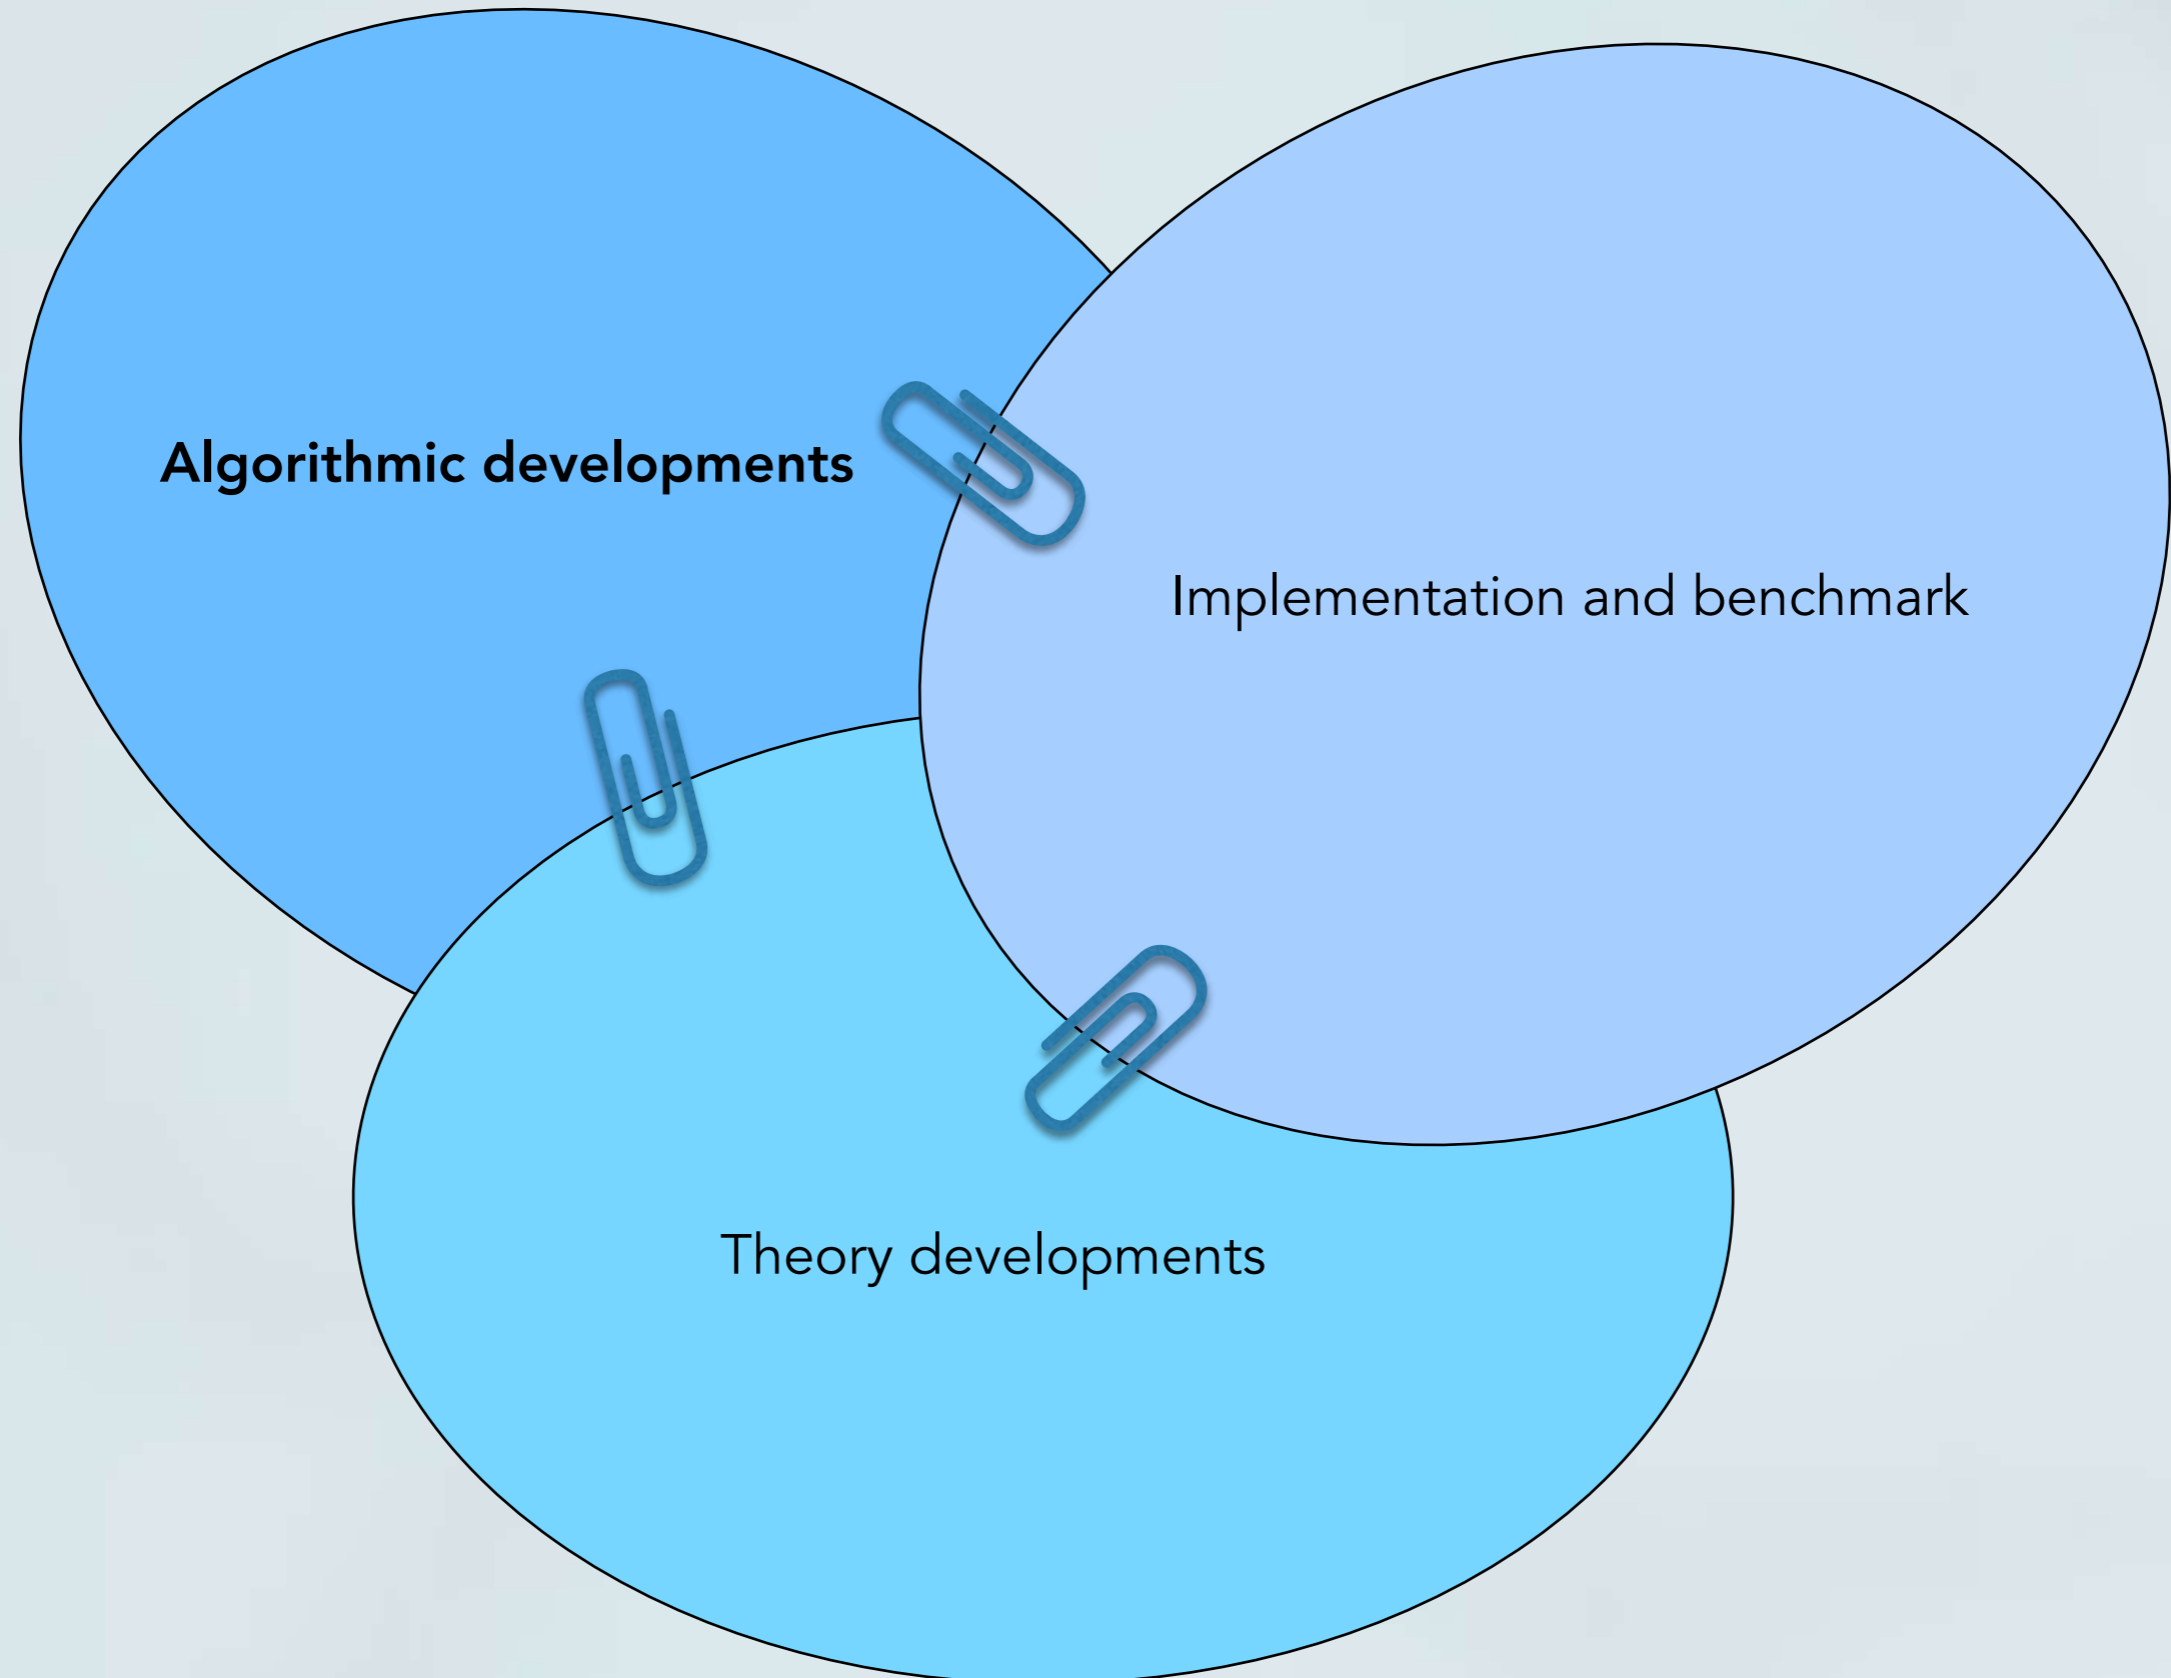 Algorithmic developments
Implementation and benchmark
Theory developments